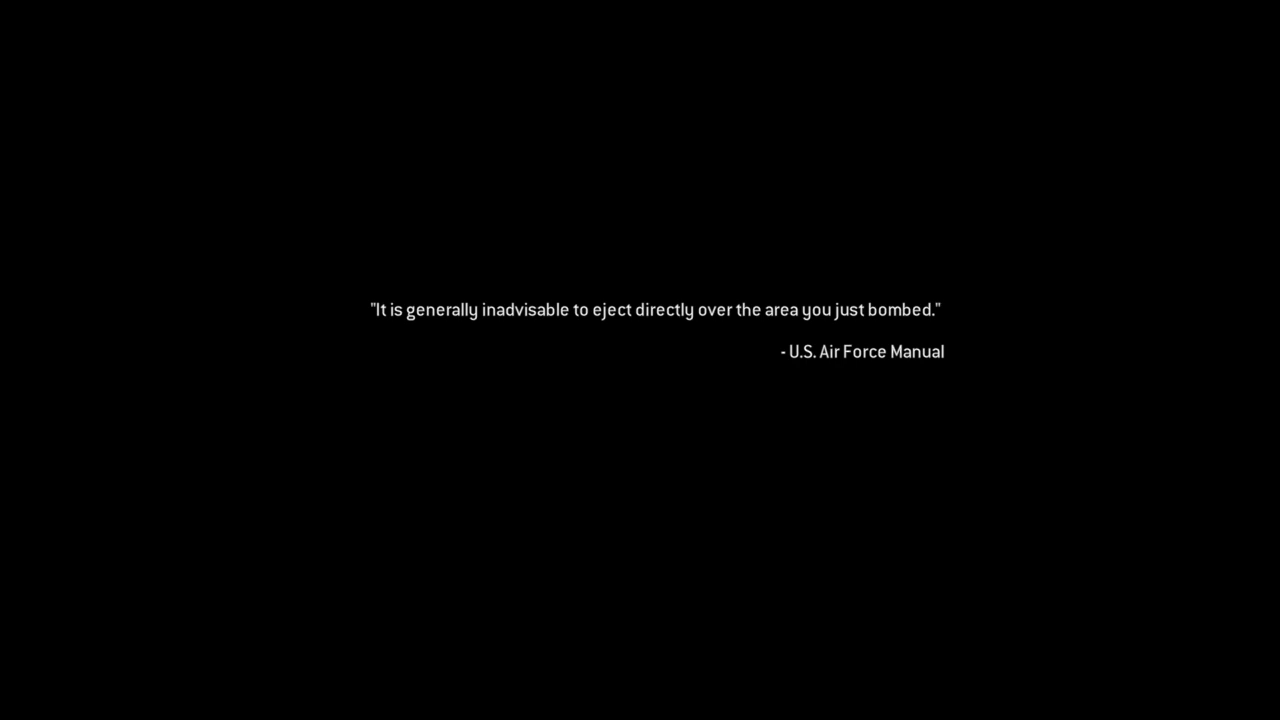 "It is generally inadvisable to eject directly over the area you just bombed."
- U.S. Air Force Manual